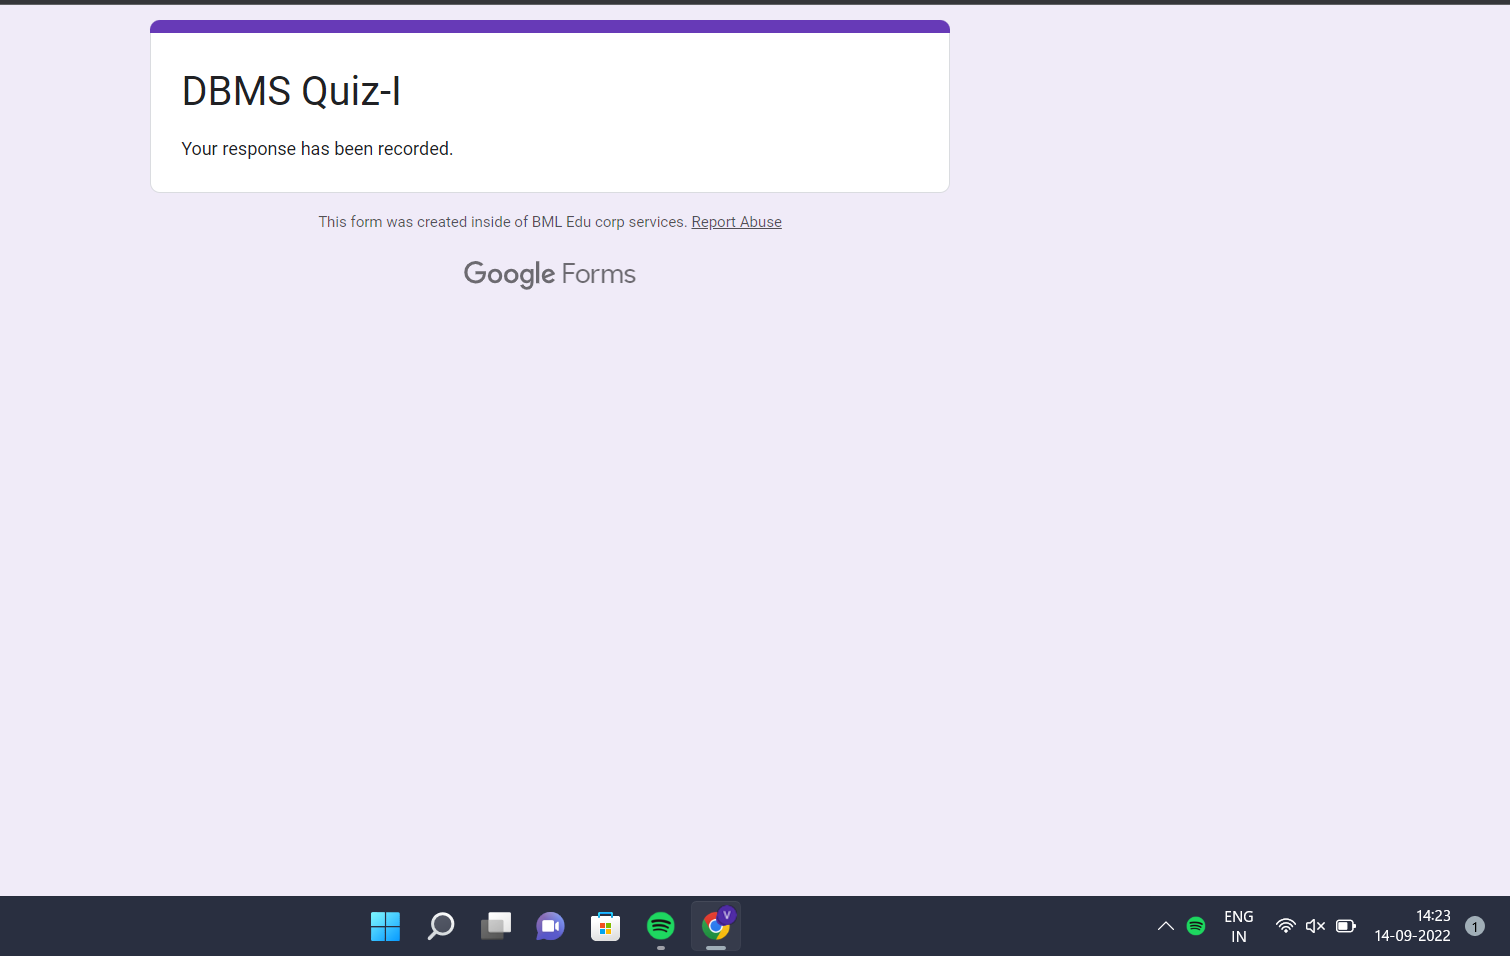 DBMS Quiz-I
Your response has been recorded.
This form was created inside of BML Edu corp services. Report Abuse
Google Forms
V
ENG
IN
14:23
14-09-2022
1